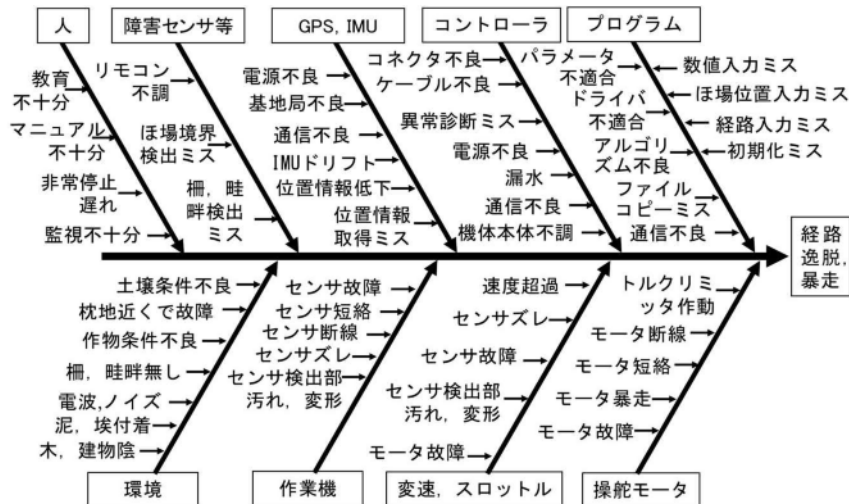 人
障害センサ等
GPS, IMU
コントローラ
プログラム
教育
不十分
マニュアル
不十分
非常停止
遅れ
監視不十分
リモコン
不調
ほ場境界
検出ミス
柵，畦
畔検出
ミス
電源不良
基地局不良
通信不良
IMUドリフト
位置情報低下
位置情報
取得ミス
コネクタ不良
ケーブル不良
異常診断ミス
電源不良
漏水
通信不良
機体本体不調
パラメータ
不適合
ドライバ
不適合
アルゴリ
ズム不良
ファイル
コピーミス
通信不良
数値入力ミス
ほ場位置入力ミス
経路入力ミス
初期化ミス
経路
逸脱，
暴走
土壌条件不良
枕地近くで故障
作物条件不良
柵，畦畔無し
電波,ノイズ
泥，埃付着
木，建物陰
センサ故障
センサ短絡
センサ断線
センサズレ
センサ検出部
汚れ，変形
速度超過
センサズレ
センサ故障
センサ検出部
汚れ，変形
モータ故障
トルクリミ
ッタ作動
モータ断線
モータ短絡
モータ暴走
モータ故障
環境
作業機
変速，スロットル
操舵モータ